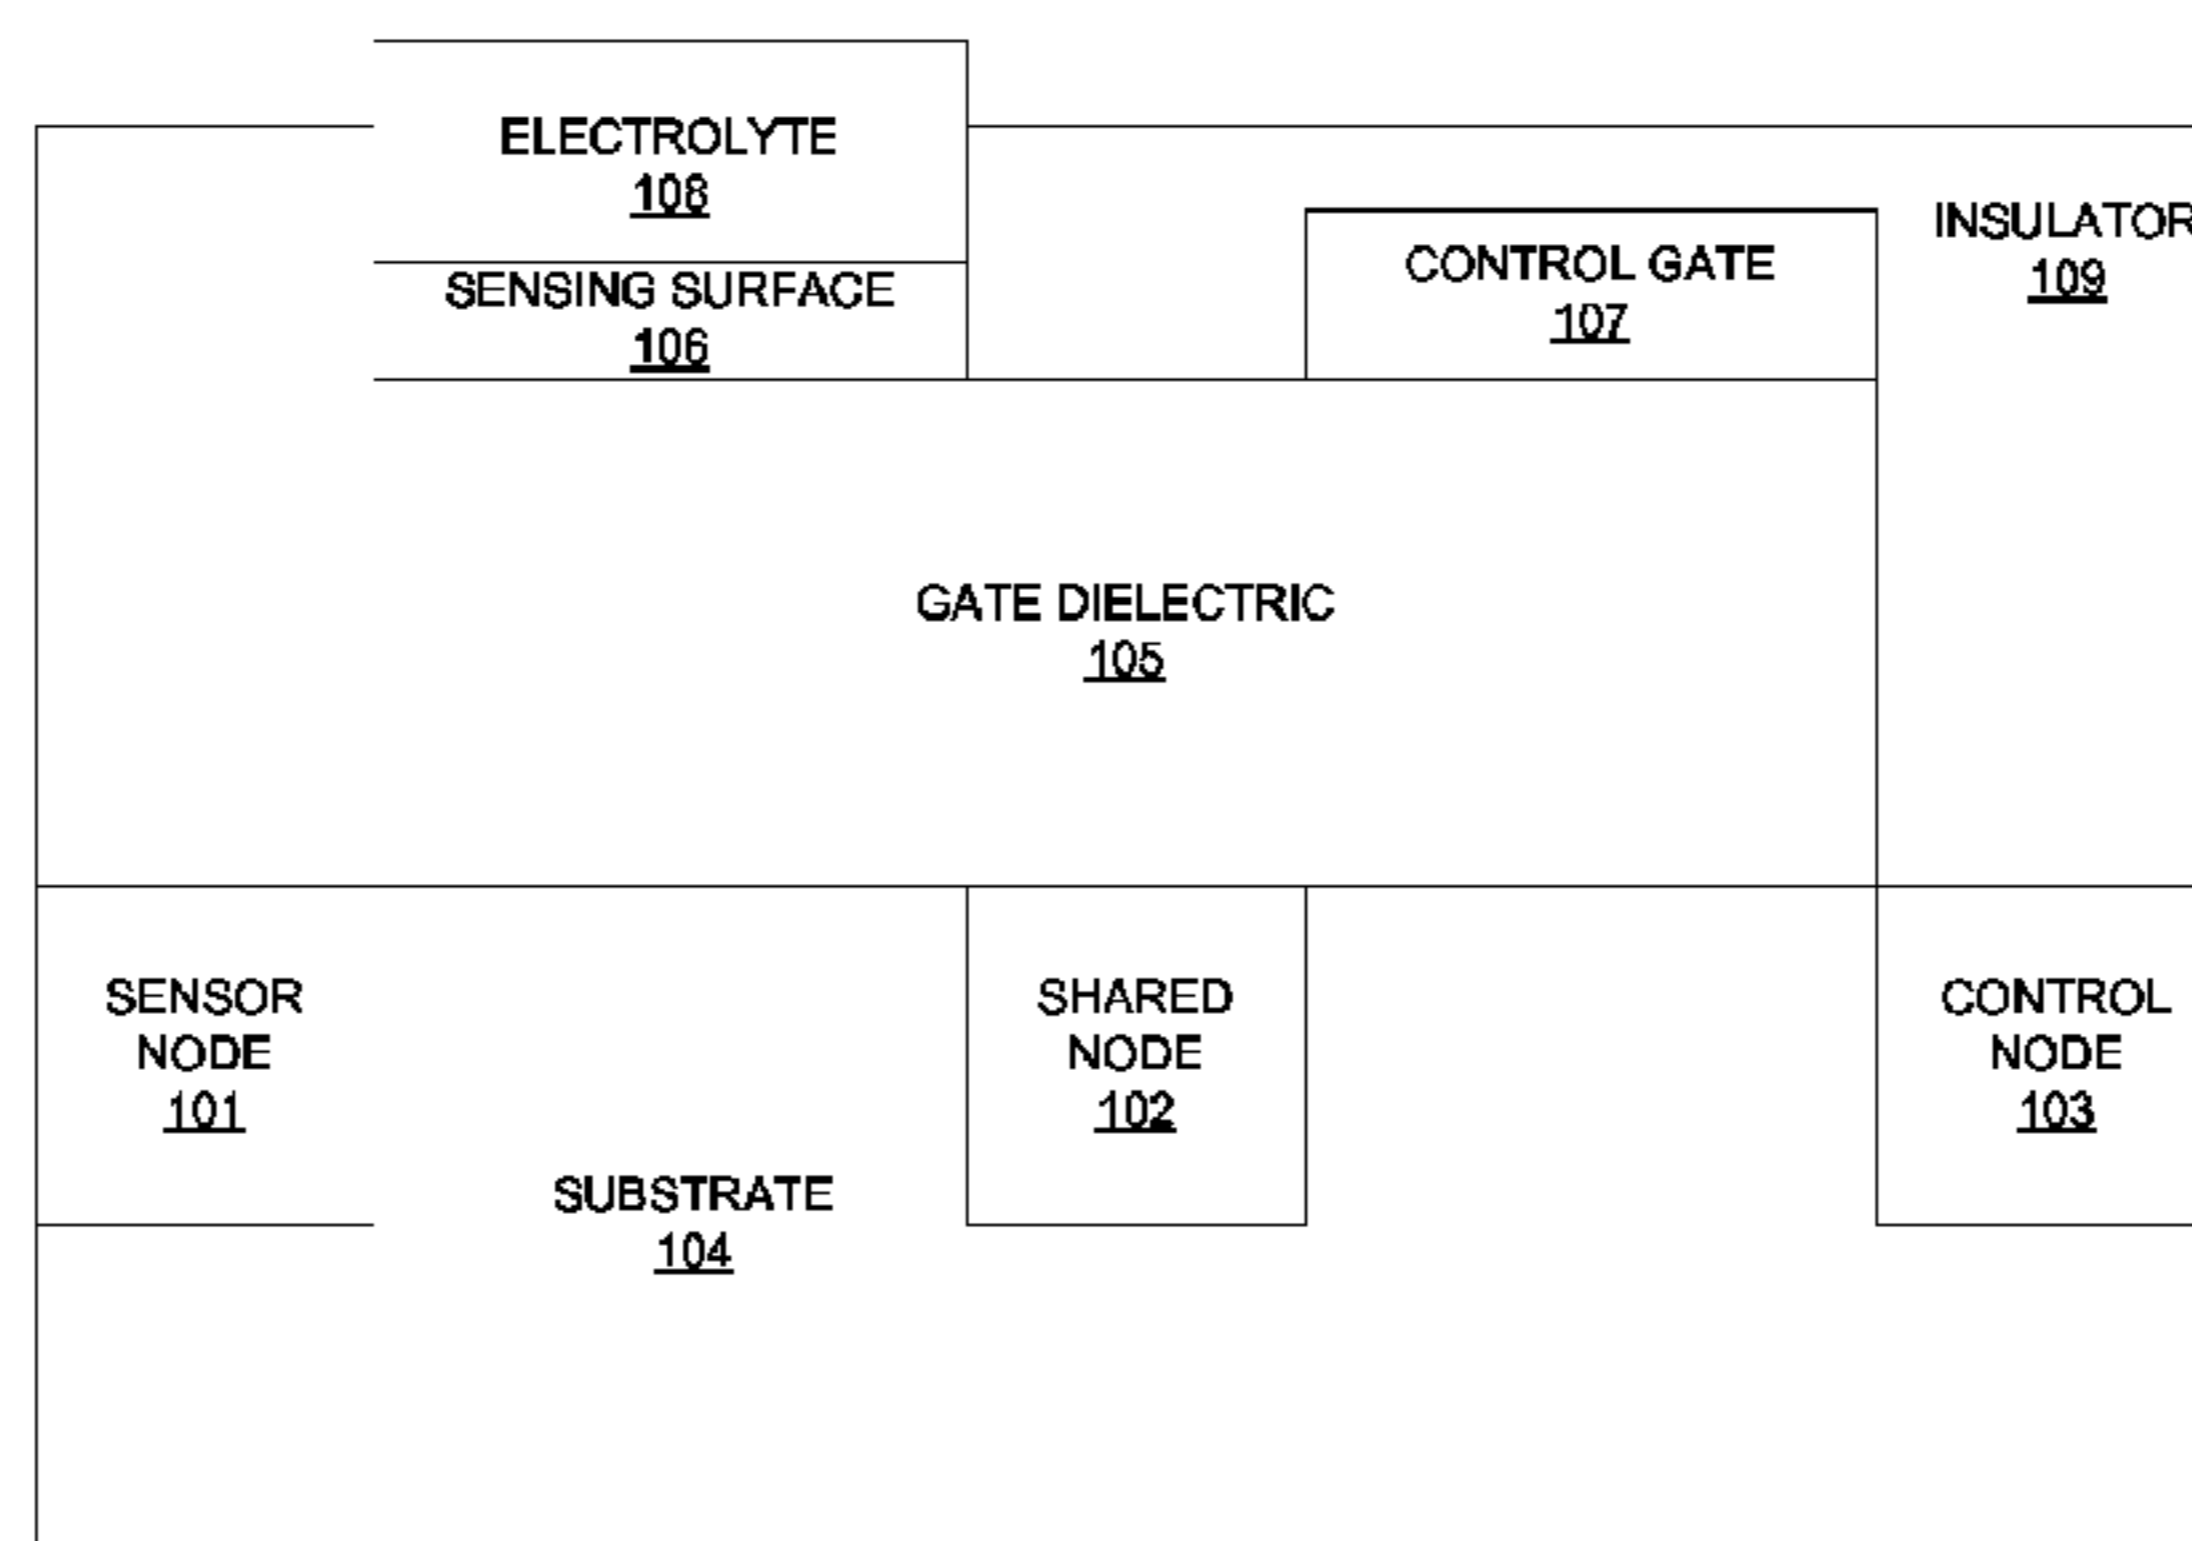 ELECTROLYTE
108
SENSING SURFACE
106
CONTROL GATE
107
INSULATOR
109
GATE DIELECTRIC
105
SENSOR
NODE
101
SUBSTRATE
104
SHARED
NODE
102
CONTROL
NODE
103